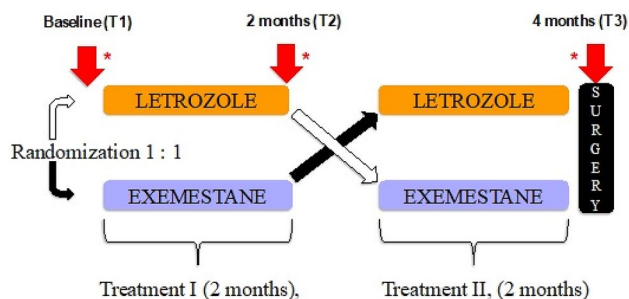 Baseline (T1)
2 months (T2)
4 months (T3)
*
*
*
LETROZOLE
LETROZOLE
SURGERY
Randomization 1 : 1
EXEMESTANE
EXEMESTANE
Treatment I (2 months),
Treatment II, (2 months)